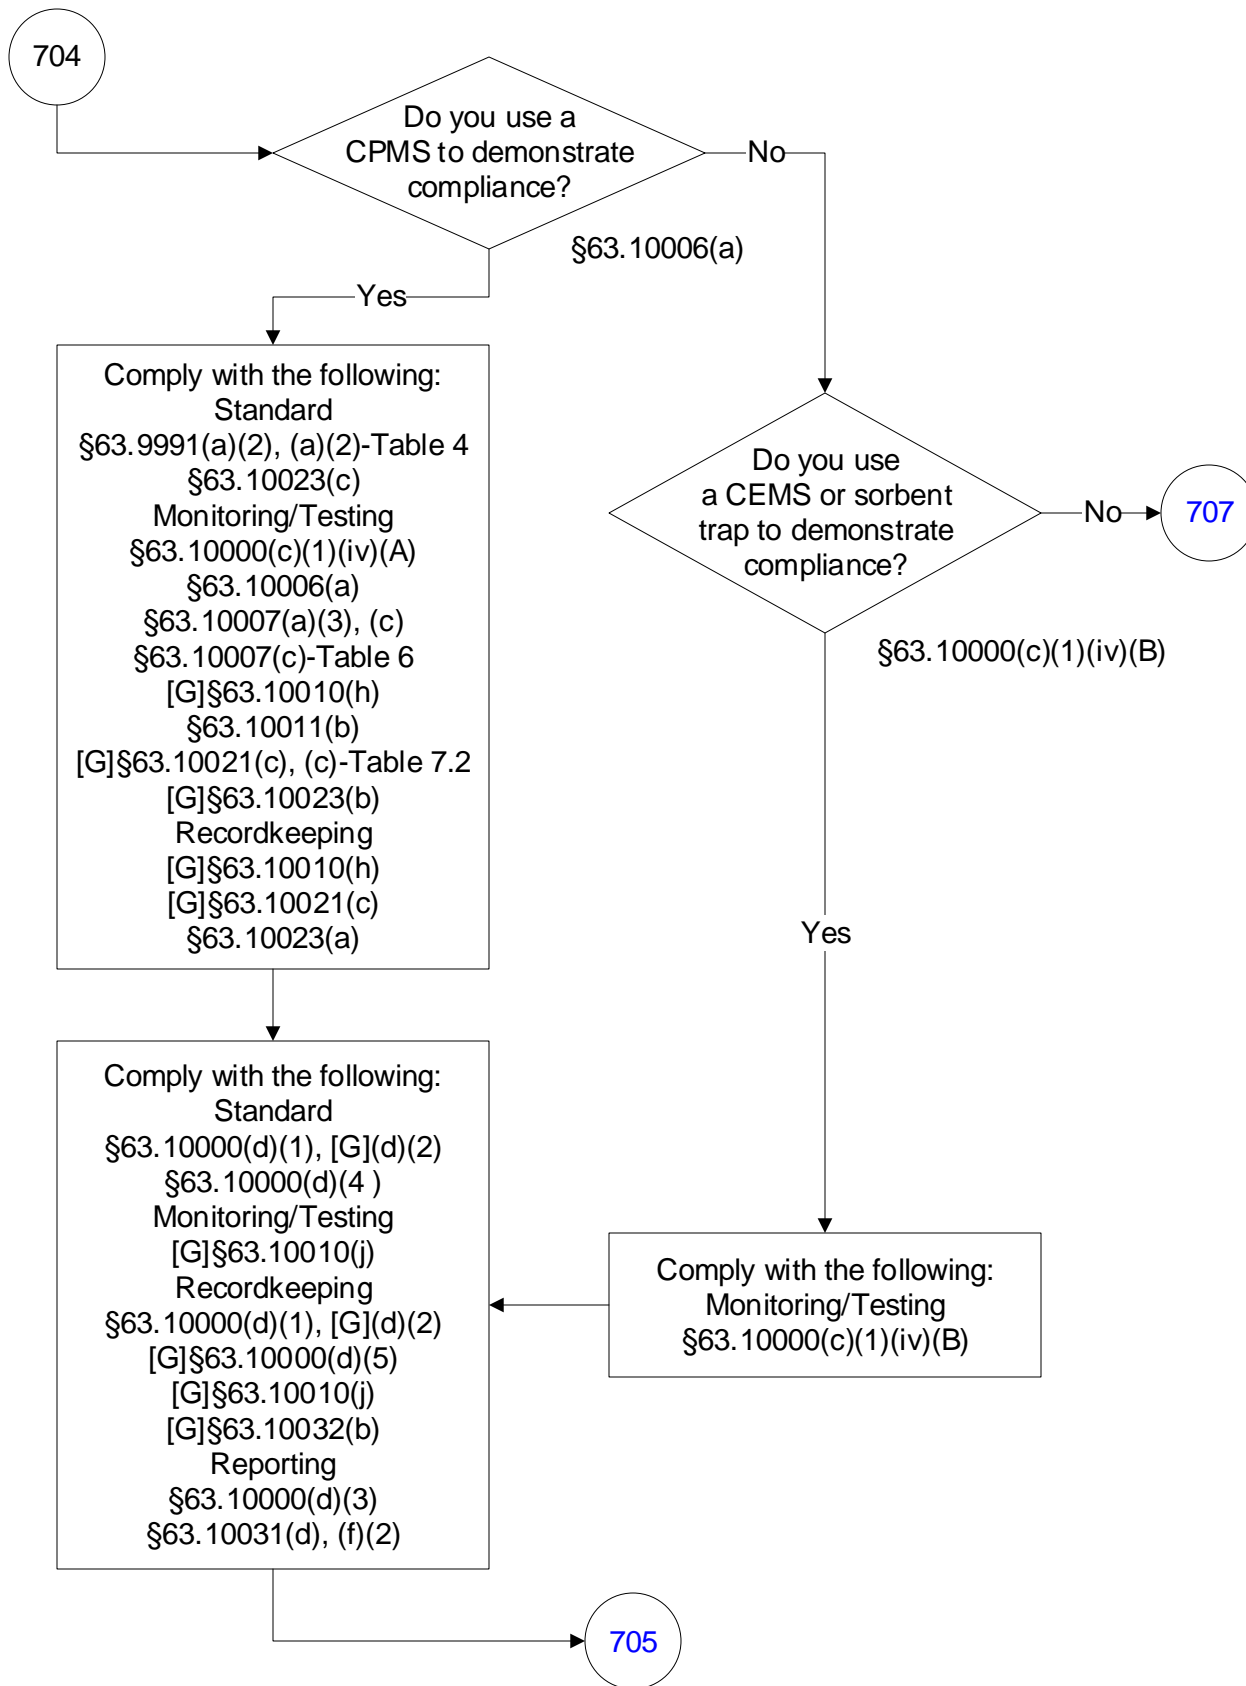 704
Do you use a
CPMS to demonstrate
compliance?
No
§63.10006(a)
Yes
Comply with the following:
Standard
§63.9991(a)(2), (a)(2)-Table 4
§63.10023(c)
Monitoring/Testing
§63.10000(c)(1)(iv)(A)
§63.10006(a)
§63.10007(a)(3), (c)
§63.10007(c)-Table 6
[G]§63.10010(h)
§63.10011(b)
[G]§63.10021(c), (c)-Table 7.2
[G]§63.10023(b)
Recordkeeping
[G]§63.10010(h)
[G]§63.10021(c)
§63.10023(a)
Do you use
a CEMS or sorbent
trap to demonstrate
compliance?
No
707
§63.10000(c)(1)(iv)(B)
Yes
Comply with the following:
Monitoring/Testing
§63.10000(c)(1)(iv)(B)
Comply with the following:
Standard
§63.10000(d)(1), [G](d)(2)
§63.10000(d)(4 )
Monitoring/Testing
[G]§63.10010(j)
Recordkeeping
§63.10000(d)(1), [G](d)(2)
[G]§63.10000(d)(5)
[G]§63.10010(j)
[G]§63.10032(b)
Reporting
§63.10000(d)(3)
§63.10031(d), (f)(2)
705